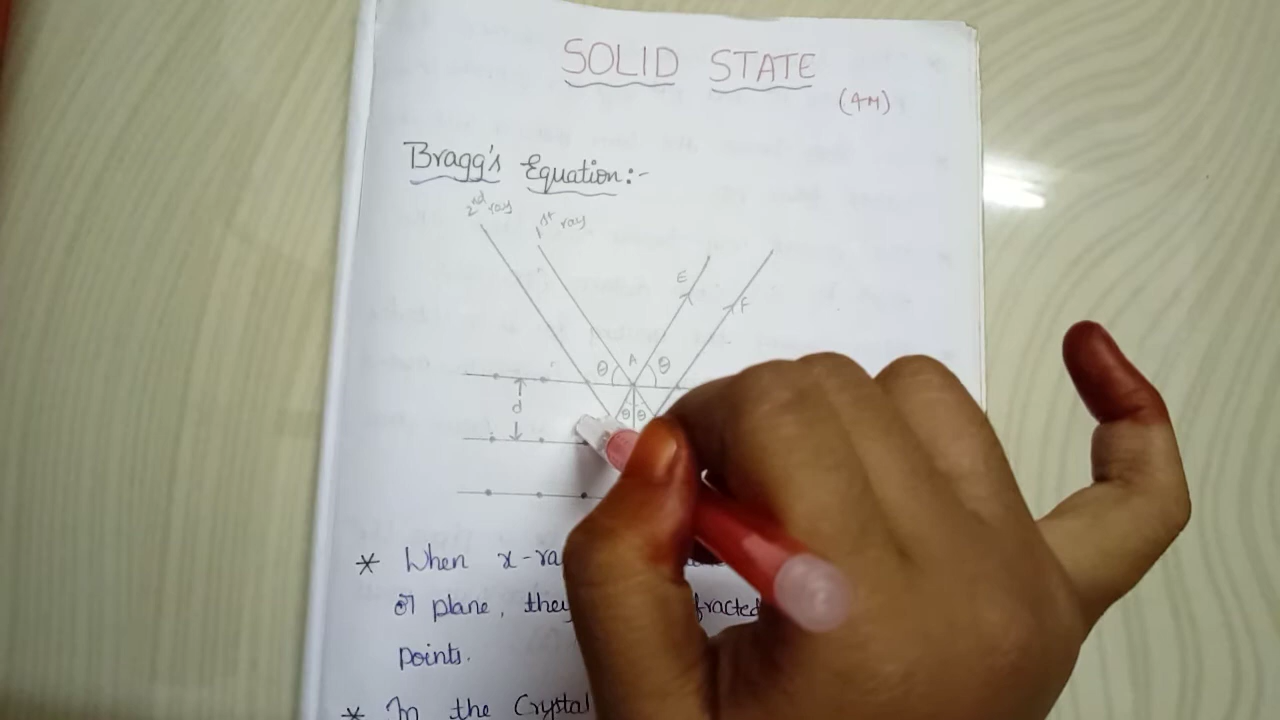 SOLID STATE
(4M)
Bragg's Equation:-
2nd ray 1st ray
E
F
θ A θ
d
θ θ
* When x-ra
or plane, they fracted
points.
* In the Crystal